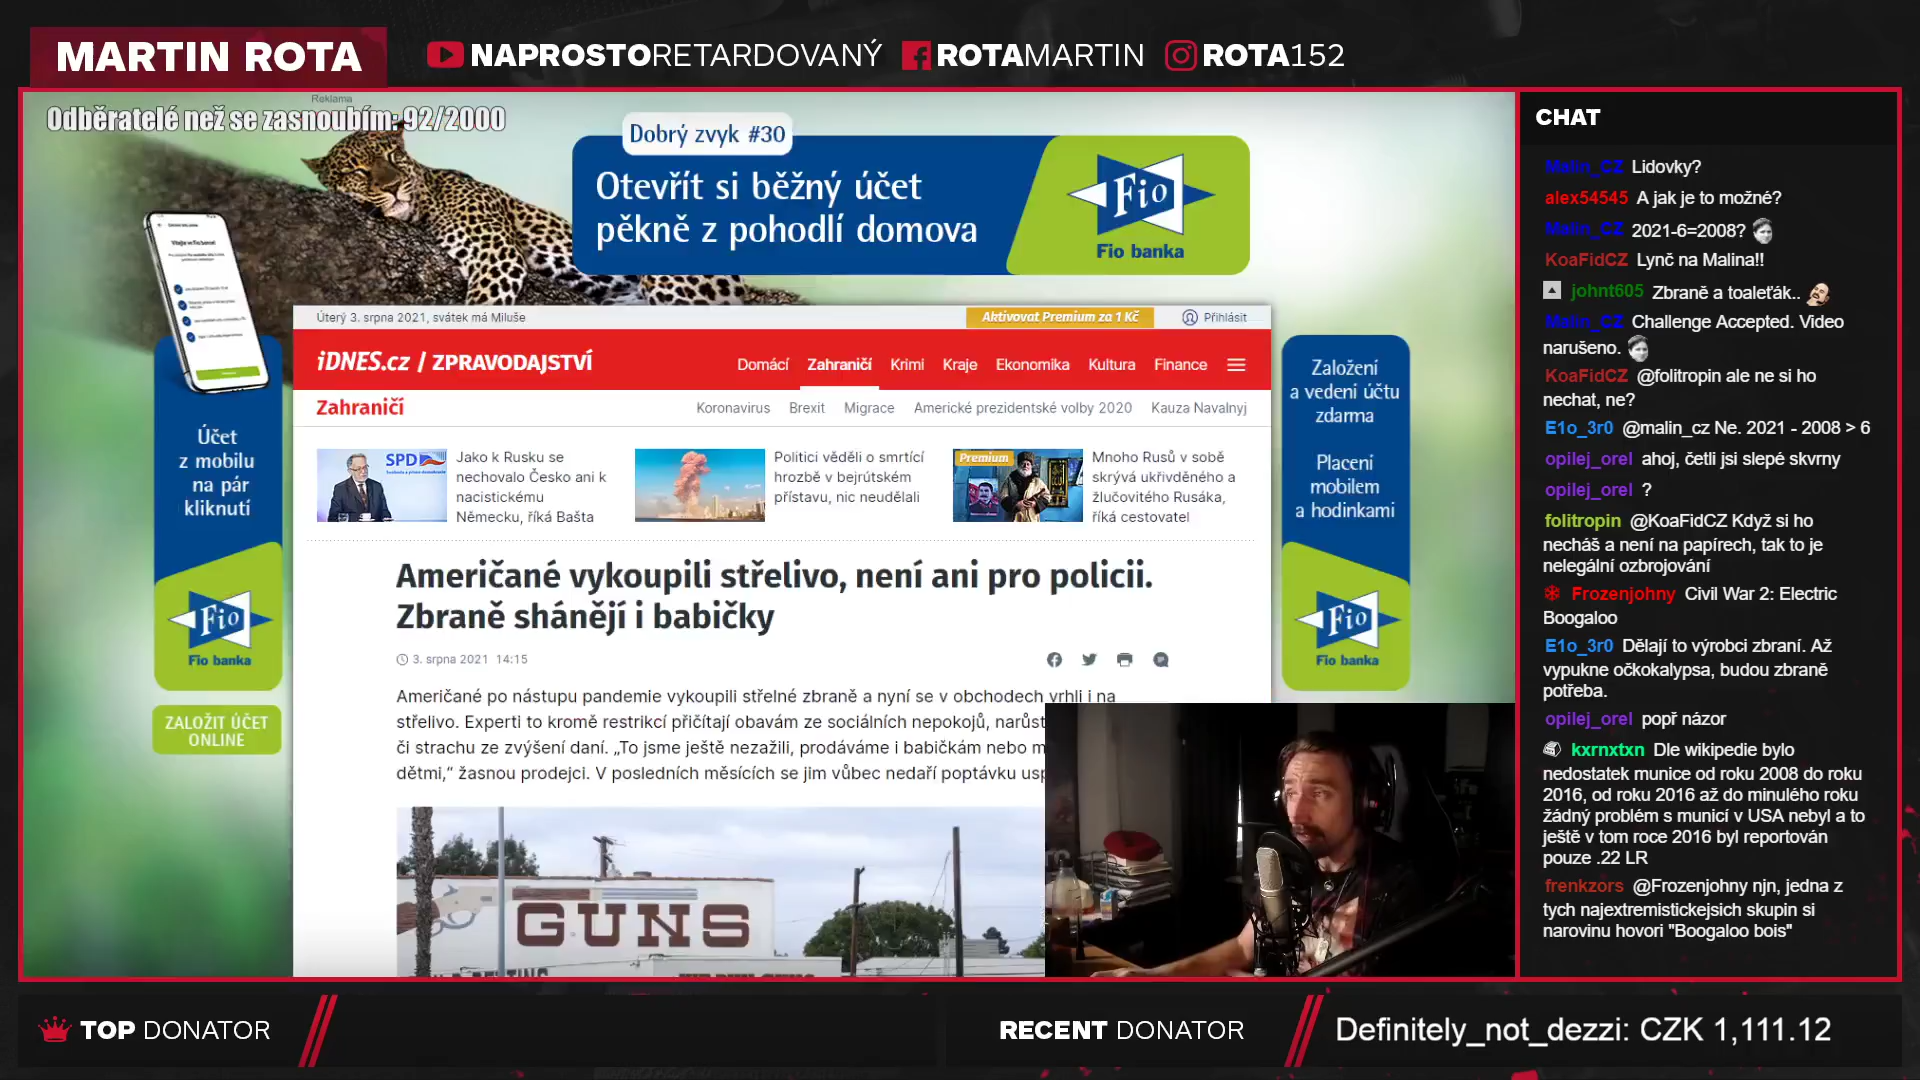 MARTIN ROTA
NAPROSTORETARDOVANÝ
ROTAMARTIN
ROTA152
Reklama
Odběratelé než se zasnoubím: 92/2000
Dobrý zvyk #30
Otevřít si běžný účet
pěkně z pohodlí domova
Fio
Fio banka
Účet
z mobilu
na pár
kliknutí
Fio
Fio banka
ZALOŽIT ÚČET
ONLINE
Úterý 3. srpna 2021, svátek má Miluše
Aktivovat Premium za 1 Kč
Přihlásit
iDNES.cz / ZPRAVODAJSTVÍ
Domácí Zahraničí Krimi Kraje Ekonomika Kultura Finance
Zahraničí
Koronavirus Brexit Migrace Americké prezidentské volby 2020 Kauza Navalnyj
SPD
Jako k Rusku se
nechovalo Česko ani k
nacistickému
Německu, říká Bašta
Politici věděli o smrtící
hrozbě v bejrútském
přístavu, nic neudělali
Premium
Mnoho Rusů v sobě
skrývá ukřivděného a
žlučovitého Rusáka,
říká cestovatel
Američané vykoupili střelivo, není ani pro policii.
Zbraně shánějí i babičky
3. srpna 2021 14:15
Američané po nástupu pandemie vykoupili střelné zbraně a nyní se v obchodech vrhli i na
střelivo. Experti to kromě restrikcí přičítají obavám ze sociálních nepokojů, narůst
či strachu ze zvýšení daní. „To jsme ještě nezažili, prodáváme i babičkám nebo m
dětmi,“ žasnou prodejci. V posledních měsících se jim vůbec nedaří poptávku usp
GUNS
Založení
a vedení účtu
zdarma
Placení
mobilem
a hodinkami
Fio
Fio banka
CHAT
Malin_CZ Lidovky?
alex54545 A jak je to možné?
Malin_CZ 2021-6=2008?
KoaFidCZ Lynč na Malina!!
johnt605 Zbraně a toaleťák..
Malin_CZ Challenge Accepted. Video
narušeno.
KoaFidCZ @folitropin ale ne si ho
nechat, ne?
E1o_3r0 @malin_cz Ne. 2021 - 2008 > 6
opilej_orel ahoj, četli jsi slepé skvrny
opilej_orel ?
folitropin @KoaFidCZ Když si ho
necháš a není na papírech, tak to je
nelegální ozbrojování
Frozenjohny Civil War 2: Electric
Boogaloo
E1o_3r0 Dělají to výrobci zbraní. Až
vypukne očkokalypsa, budou zbraně
potřeba.
opilej_orel popř názor
kxrnxtxn Dle wikipedie bylo
nedostatek munice od roku 2008 do roku
2016, od roku 2016 až do minulého roku
žádný problém s municí v USA nebyl a to
ještě v tom roce 2016 byl reportován
pouze .22 LR
frenkzors @Frozenjohny njn, jedna z
tych najextremistickejsich skupin si
narovinu hovori "Boogaloo bois"
TOP DONATOR
RECENT DONATOR
Definitely_not_dezzi: CZK 1,111.12